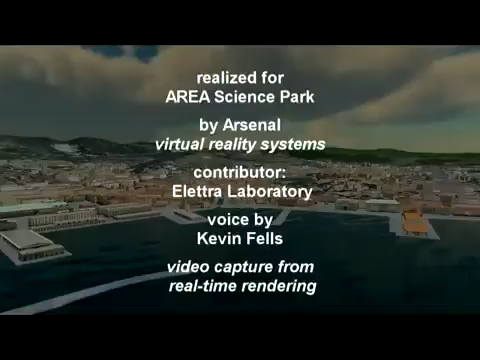 realized for
AREA Science Park
by Arsenal
virtual reality systems
contributor:
Elettra Laboratory
voice by
Kevin Fells
video capture from
real-time rendering